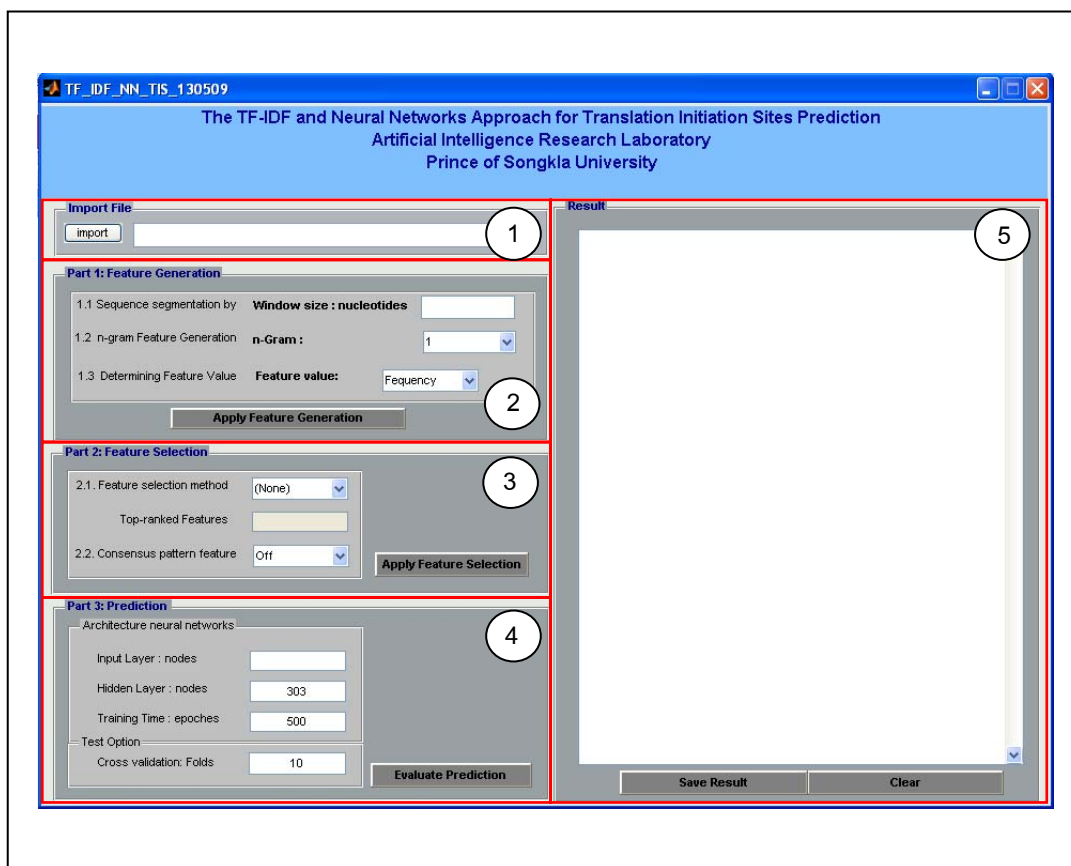 TF_IDF_NN_TIS_130509
The TF-IDF and Neural Networks Approach for Translation Initiation Sites Prediction
Artificial Intelligence Research Laboratory
Prince of Songkla University
Import File
import
1
Part 1: Feature Generation
1.1 Sequence segmentation by Window size : nucleotides
1.2 n-gram Feature Generation n-Gram : 1
1.3 Determining Feature Value Feature value: Fequency
2
Apply Feature Generation
Part 2: Feature Selection
2.1. Feature selection method (None)
3
Top-ranked Features
2.2. Consensus pattern feature Off
Apply Feature Selection
Part 3: Prediction
Architecture neural networks
4
Input Layer : nodes
Hidden Layer : nodes 303
Training Time : epoches 500
Test Option
Cross validation: Folds 10
Evaluate Prediction
Result
5
Save Result
Clear